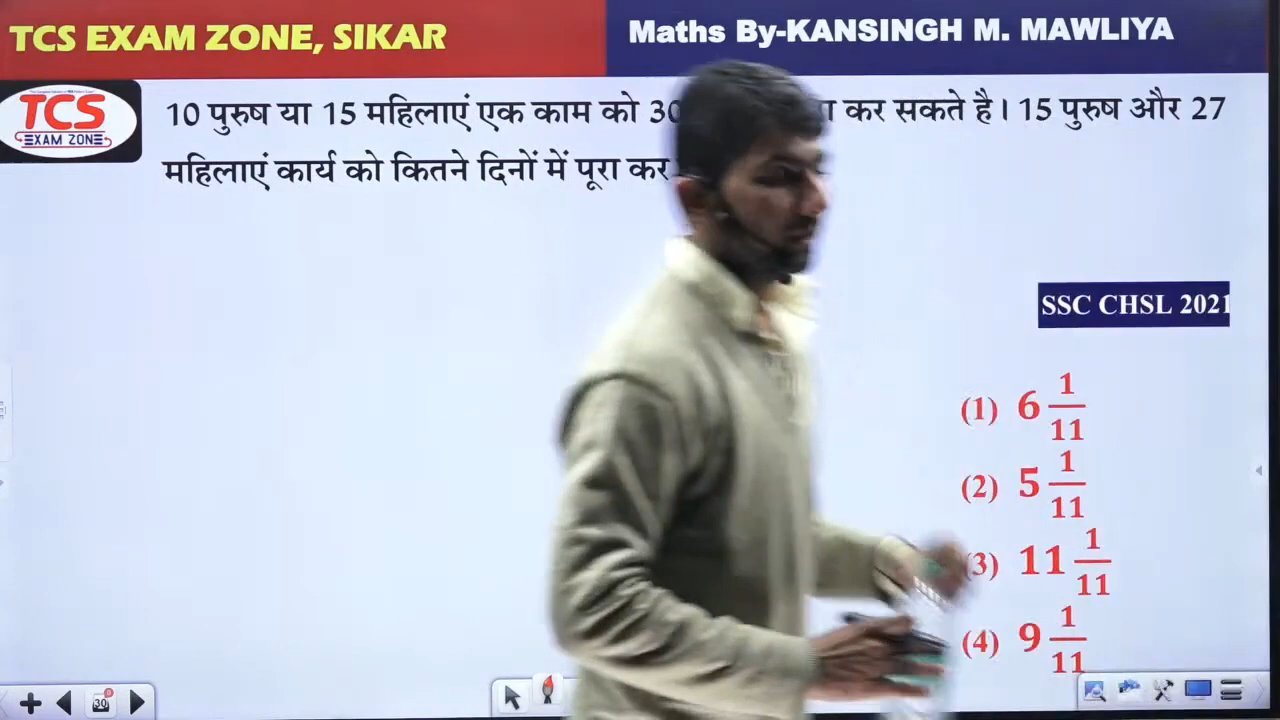 TCS EXAM ZONE, SIKAR
Maths By-KANSINGH M. MAWLIYA
TCS
EXAM ZONE
10 पुरुष या 15 महिलाएं एक काम को 30 कर सकते है। 15 पुरुष और 27
महिलाएं कार्य को कितने दिनों में पूरा कर
SSC CHSL 2021
(1) 6 1/11
(2) 5 1/11
(3) 11 1/11
(4) 9 1/11
30